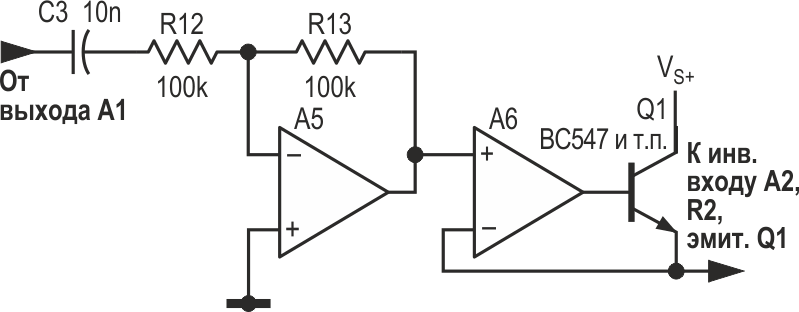 C3 10n
R12
R13
100k
100k
От
выхода A1
A5
A6
−
+
+
−
VS+
Q1
BC547 и т.п.
К инв.
входу A2,
R2,
эмит. Q1